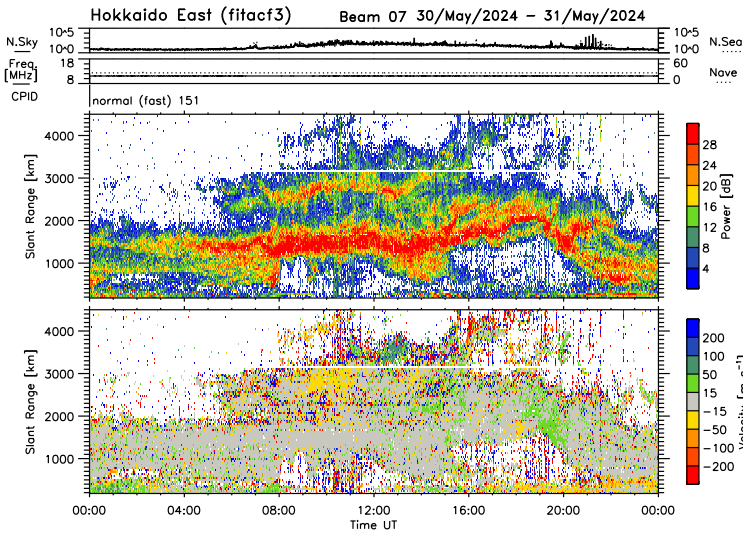 Hokkaido East (fitacf3) Beam 07 30/May/2024 – 31/May/2024
N.Sky 10^5 10^0 10^5 10^0 N.Sea
Freq. [MHz] 18 8 60 0 Nave
CPID normal (fast) 151
Slant Range [km]
4000
3000
2000
1000
28
24
20
16
12
8
4
Power [dB]
Slant Range [km]
4000
3000
2000
1000
200
100
50
15
-15
-50
-100
-200
Velocity [m s^-1]
00:00 04:00 08:00 12:00 16:00 20:00 00:00
Time UT